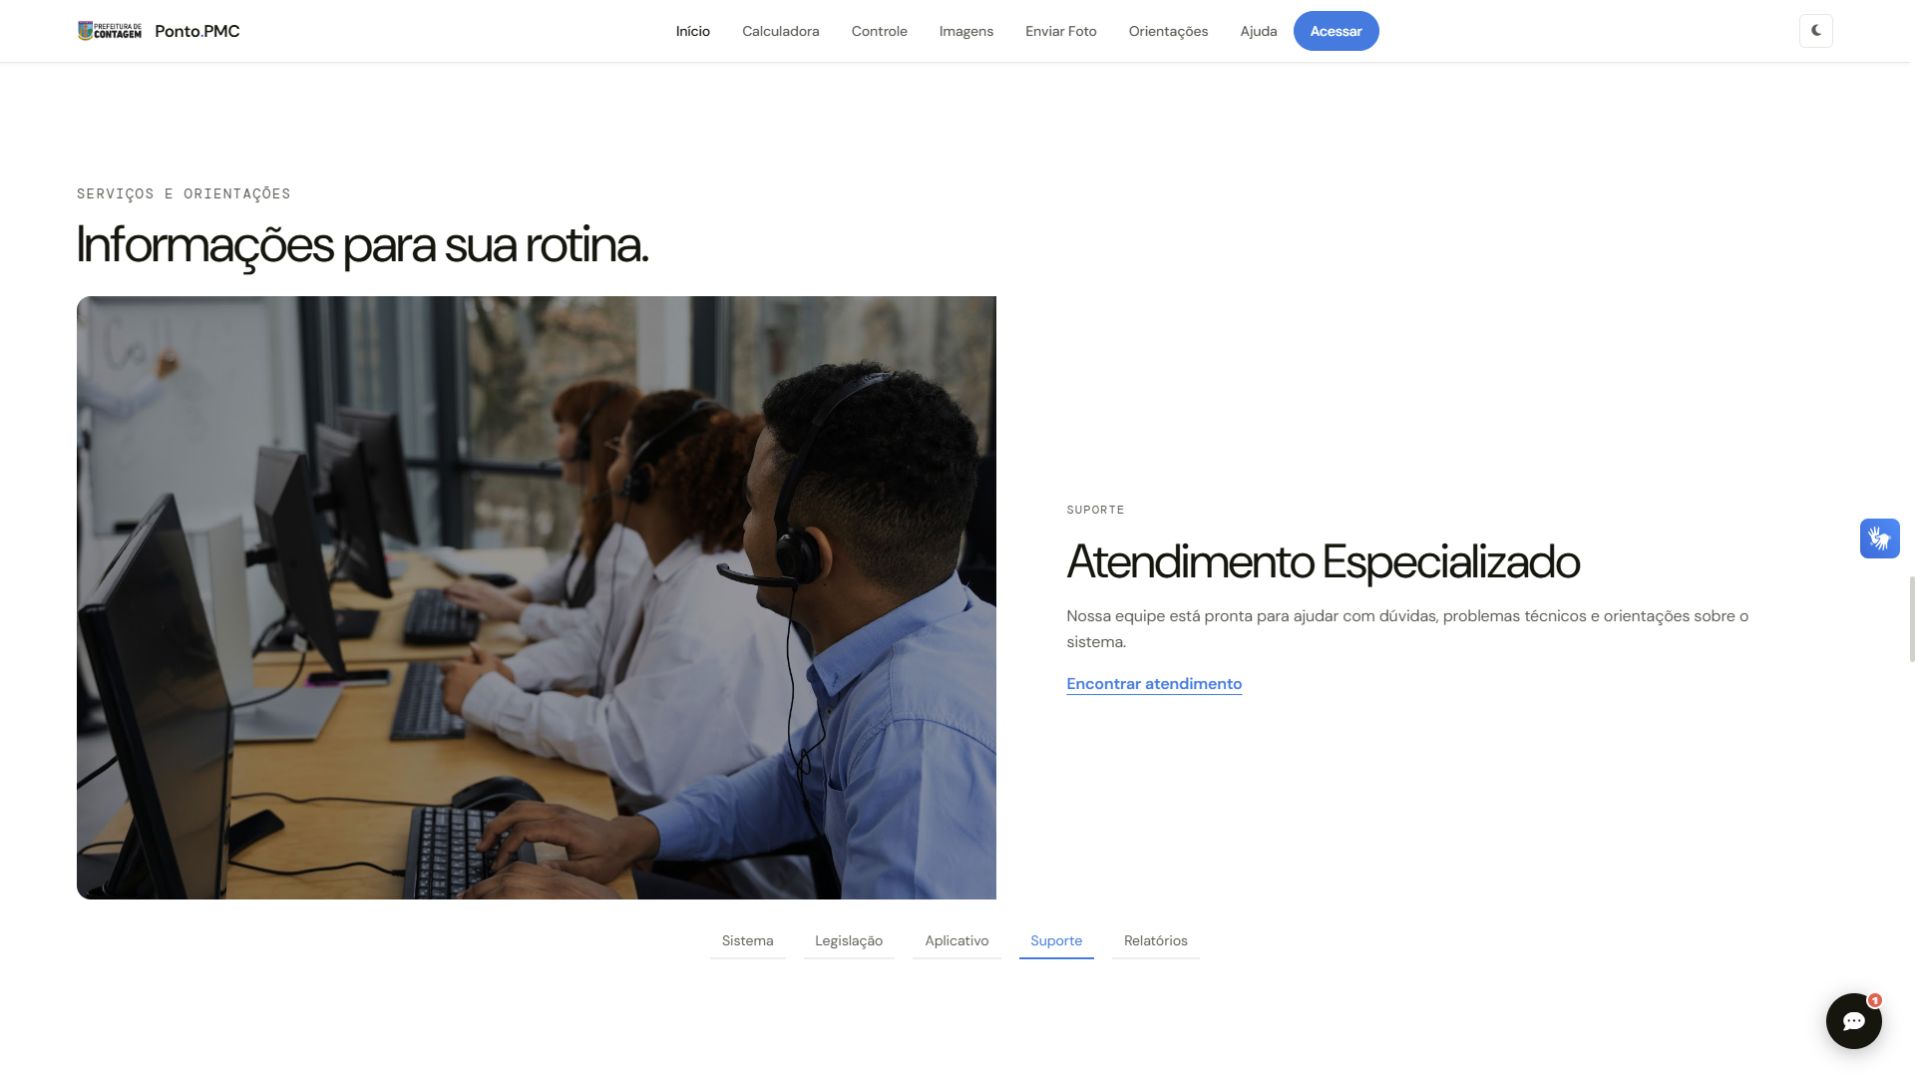 PREFEITURA DE
CONTAGEM
Ponto.PMC
Início
Calculadora
Controle
Imagens
Enviar Foto
Orientações
Ajuda
Acessar
SERVIÇOS E ORIENTAÇÕES
Informações para sua rotina.
SUPORTE
Atendimento Especializado
Nossa equipe está pronta para ajudar com dúvidas, problemas técnicos e orientações sobre o
sistema.
Encontrar atendimento
Sistema
Legislação
Aplicativo
Suporte
Relatórios
1